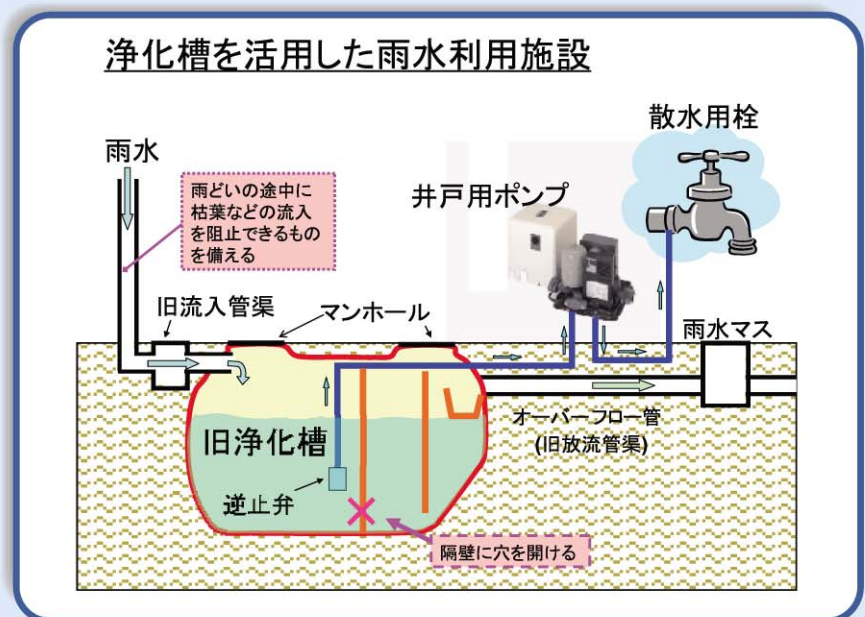 浄化槽を活用した雨水利用施設
散水用栓
雨水
雨どいの途中に
枯葉などの流入
を阻止できるもの
を備える
井戸用ポンプ
旧流入管渠
マンホール
雨水マス
旧浄化槽
オーバーフロー管
(旧放流管渠)
逆止弁
隔壁に穴を開ける